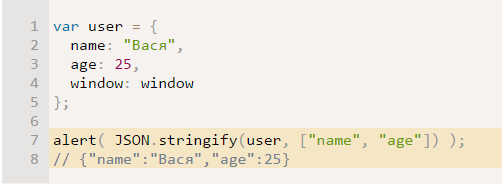 1 var user = {
2   name: "Вася",
3   age: 25,
4   window: window
5 };
6
7 alert( JSON.stringify(user, ["name", "age"]) );
8 // {"name":"Вася","age":25}